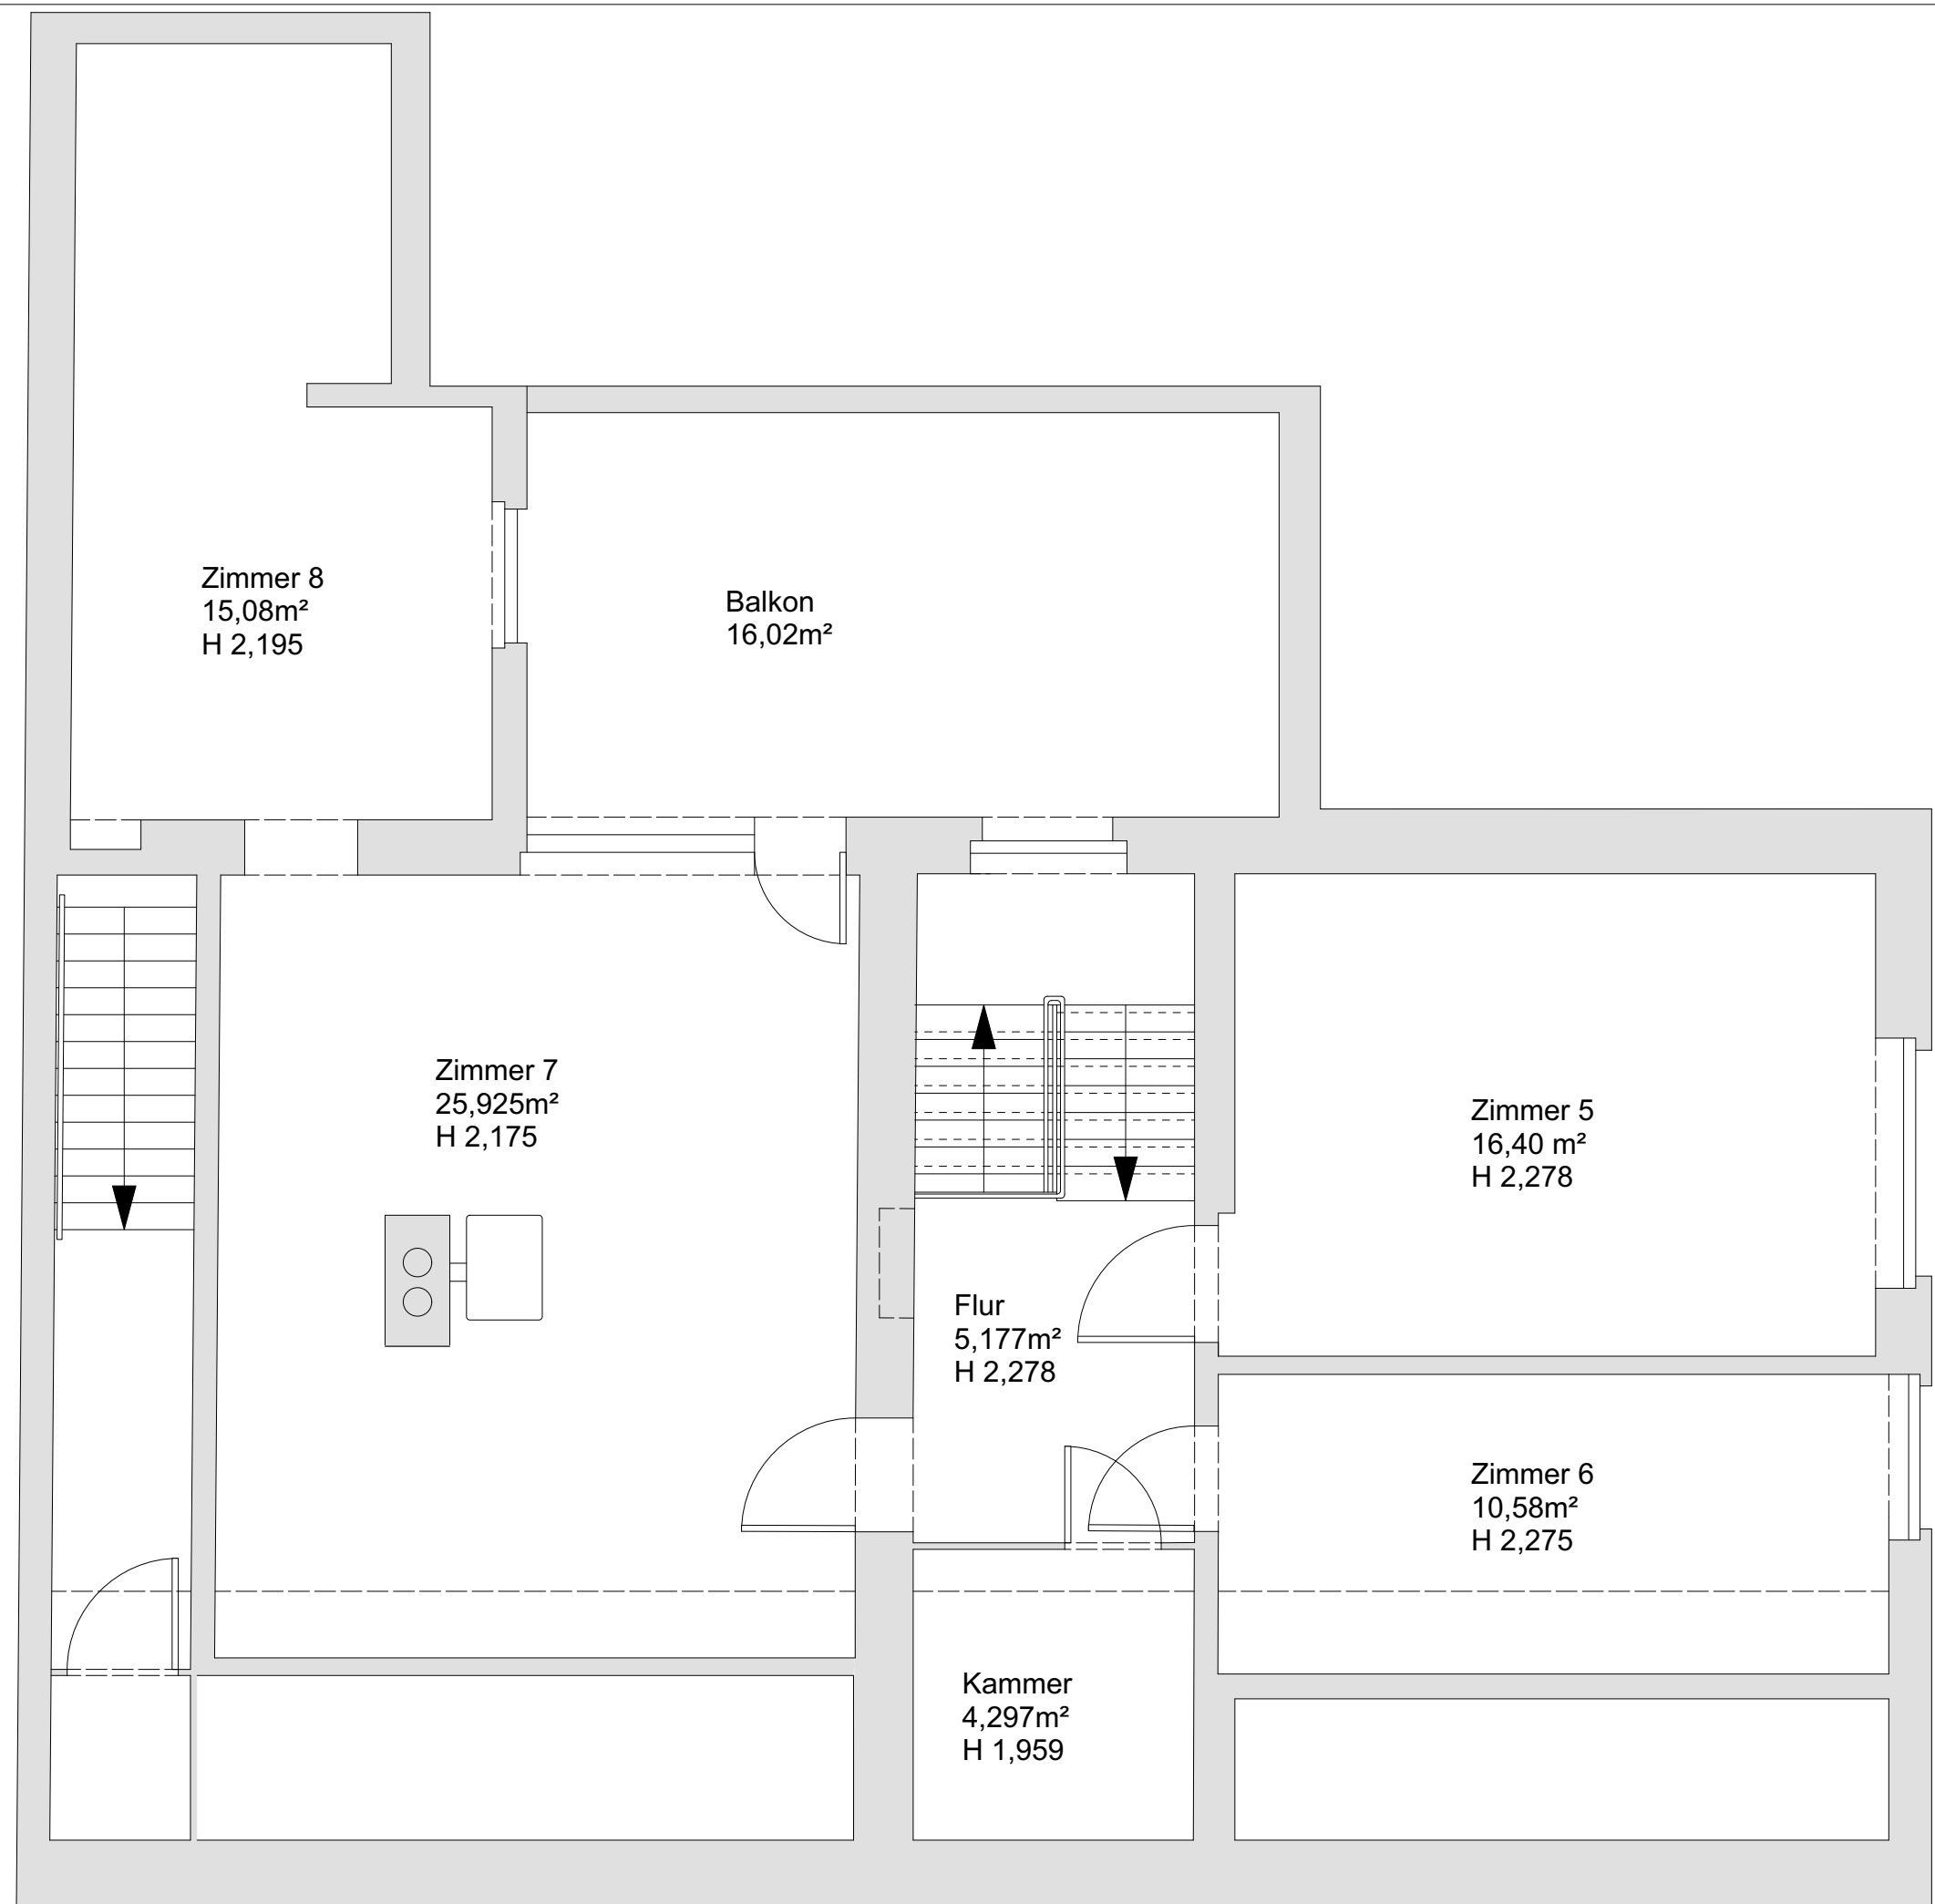 Zimmer 8
15,08m²
H 2,195
Balkon
16,02m²
Zimmer 7
25,925m²
H 2,175
Zimmer 5
16,40 m²
H 2,278
Flur
5,177m²
H 2,278
Zimmer 6
10,58m²
H 2,275
Kammer
4,297m²
H 1,959